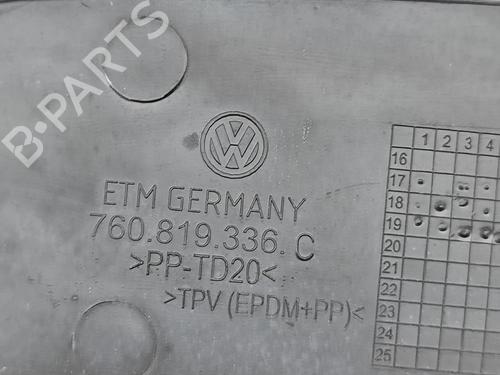 B-PARTS
VW
ETM GERMANY
760.819.336.C
>PP-TD20<
>TPV (EPDM+PP)<
1 2 3 4
16
17
18
19
20
21
22
23
24
25